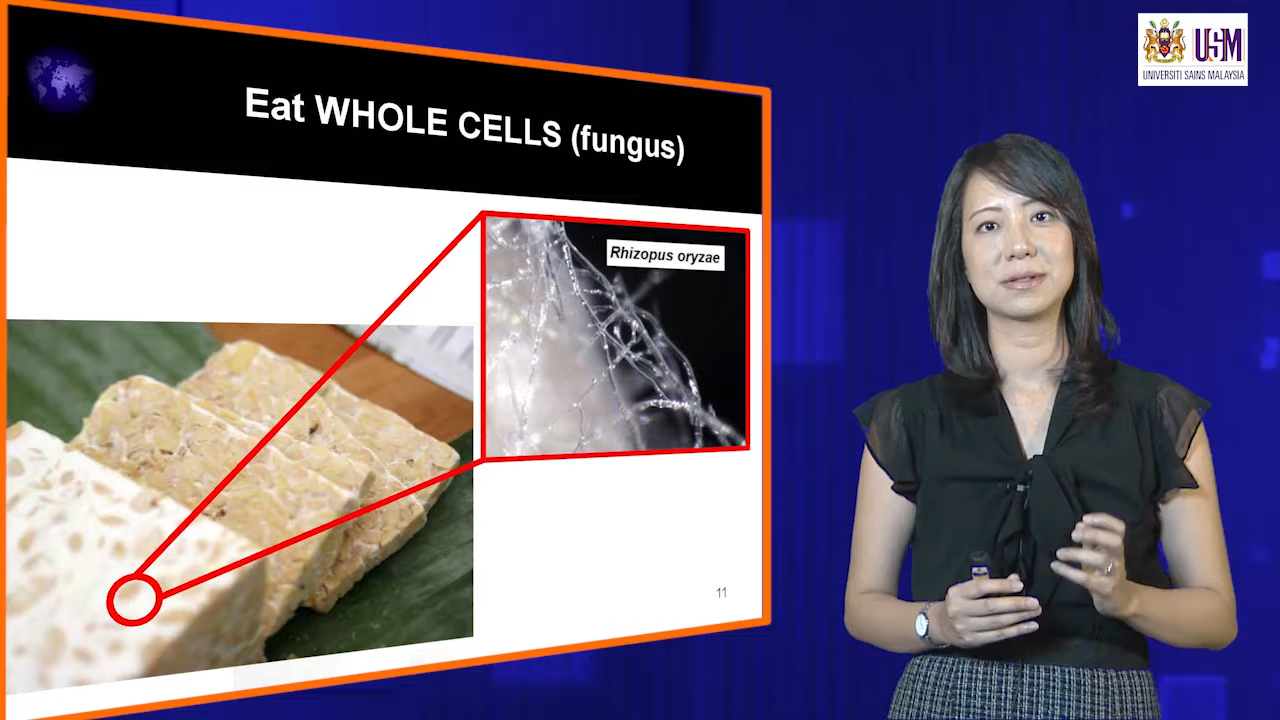 Eat WHOLE CELLS (fungus)
Rhizopus oryzae
11
USM
UNIVERSITI SAINS MALAYSIA